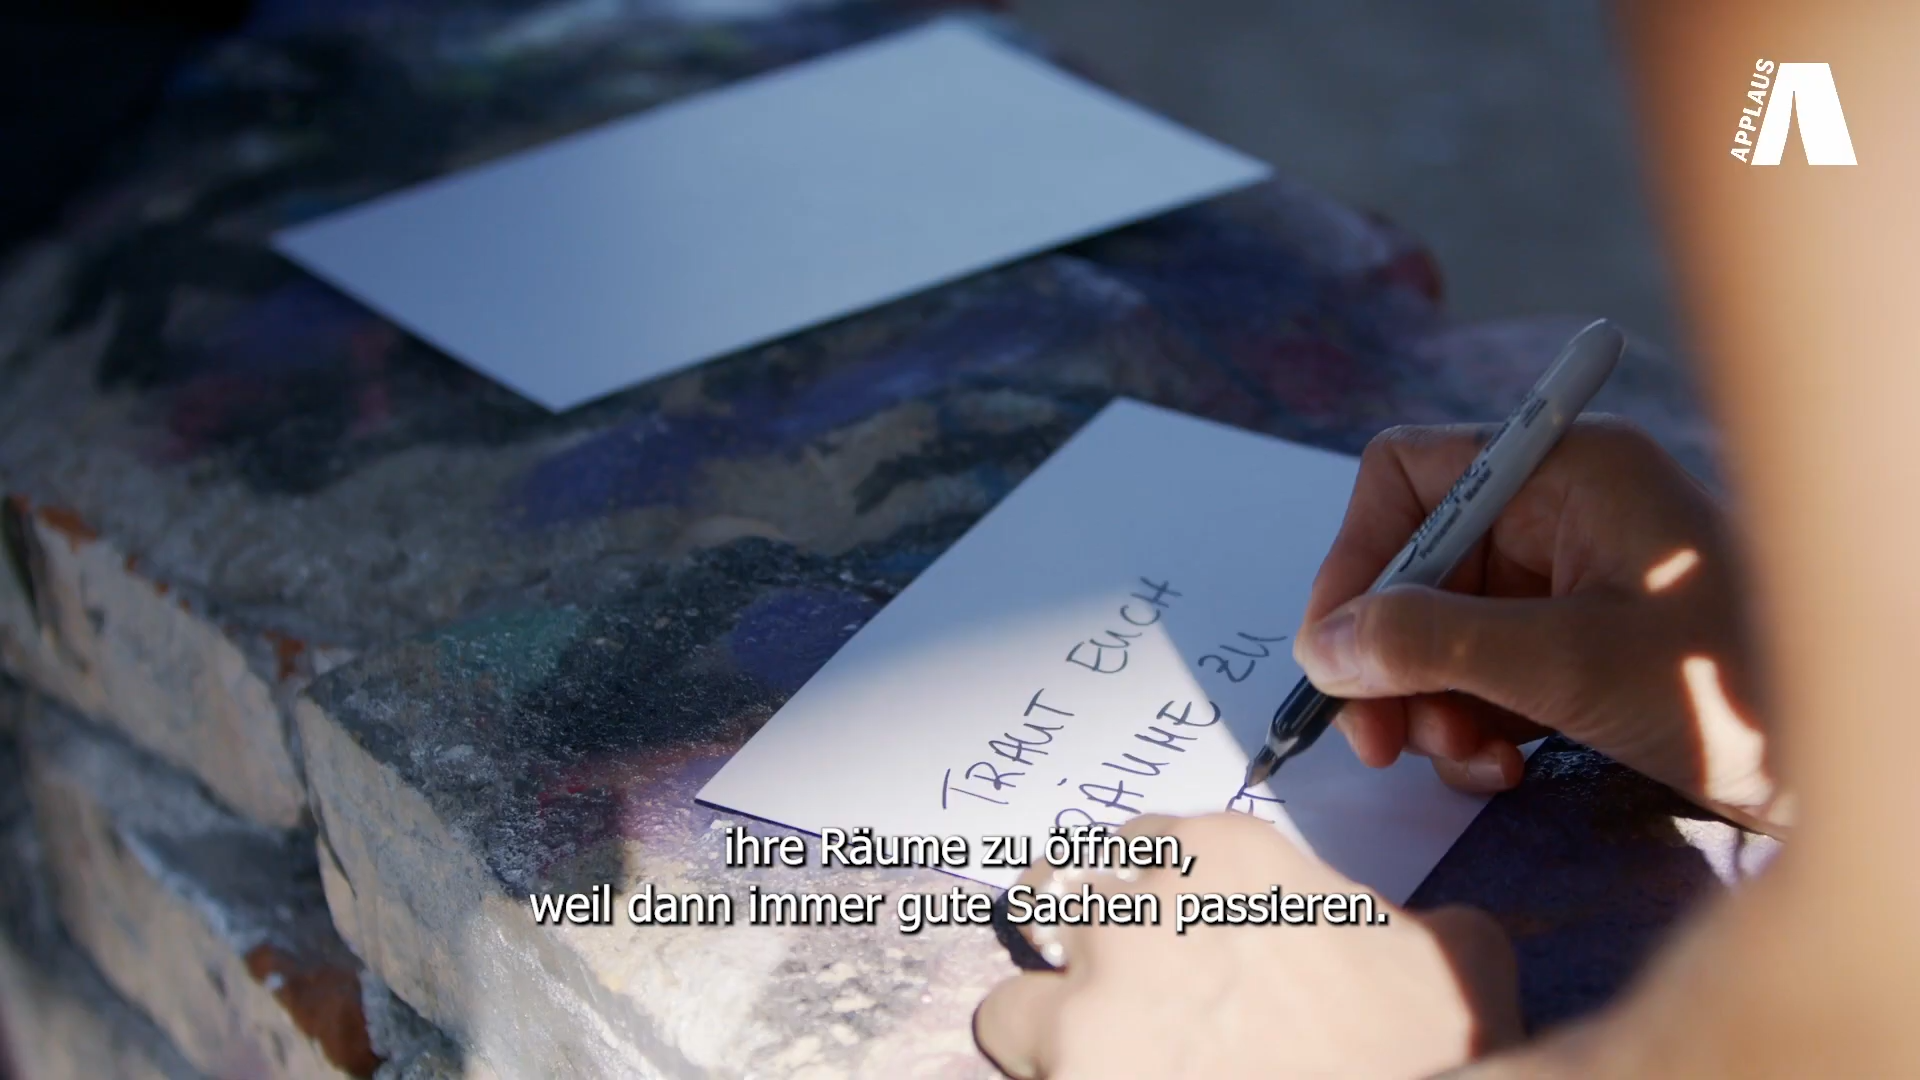 APPLAUS
TRAUT EUCH
RÄUME ZU
ihre Räume zu öffnen,
weil dann immer gute Sachen passieren.